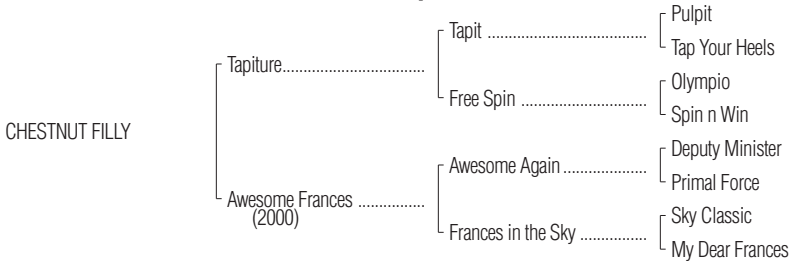 Pulpit
Tapit ....................................
Tap Your Heels
Tapiture................................
Olympio
Free Spin .............................
Spin n Win
CHESTNUT FILLY
Deputy Minister
Awesome Again ...................
Primal Force
Awesome Frances ...............
(2000)
Sky Classic
Frances in the Sky ...............
My Dear Frances